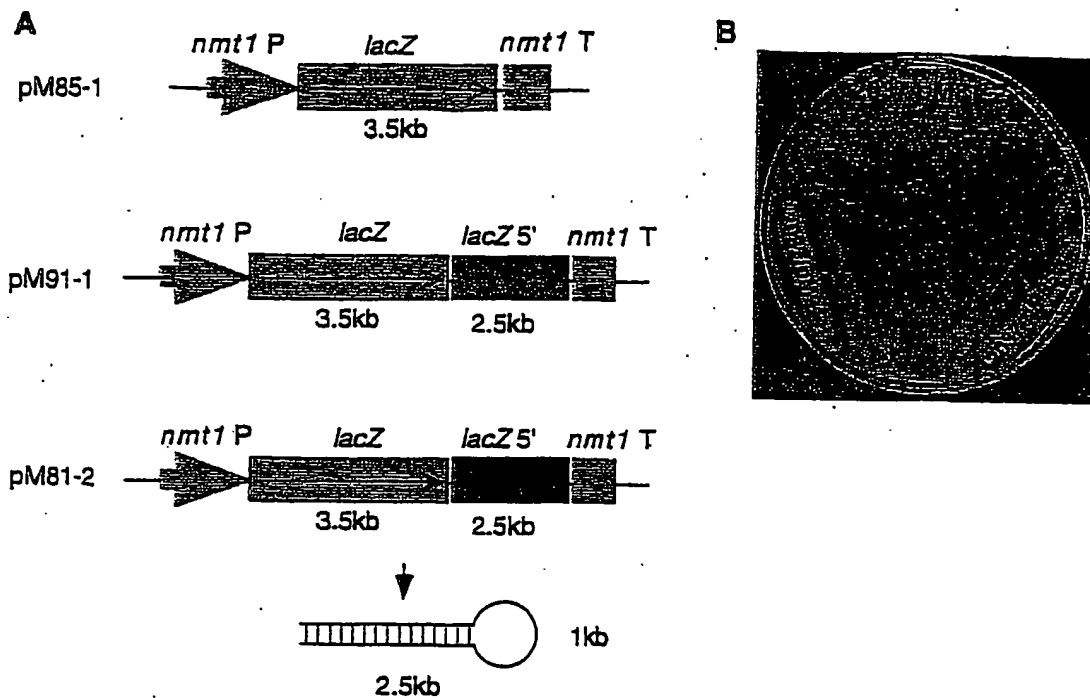 A
nmt1 P lacZ nmt1 T
pM85-1
3.5kb
nmt1 P lacZ lacZ 5' nmt1 T
pM91-1
3.5kb 2.5kb
nmt1 P lacZ lacZ 5' nmt1 T
pM81-2
3.5kb 2.5kb
1kb
2.5kb
B